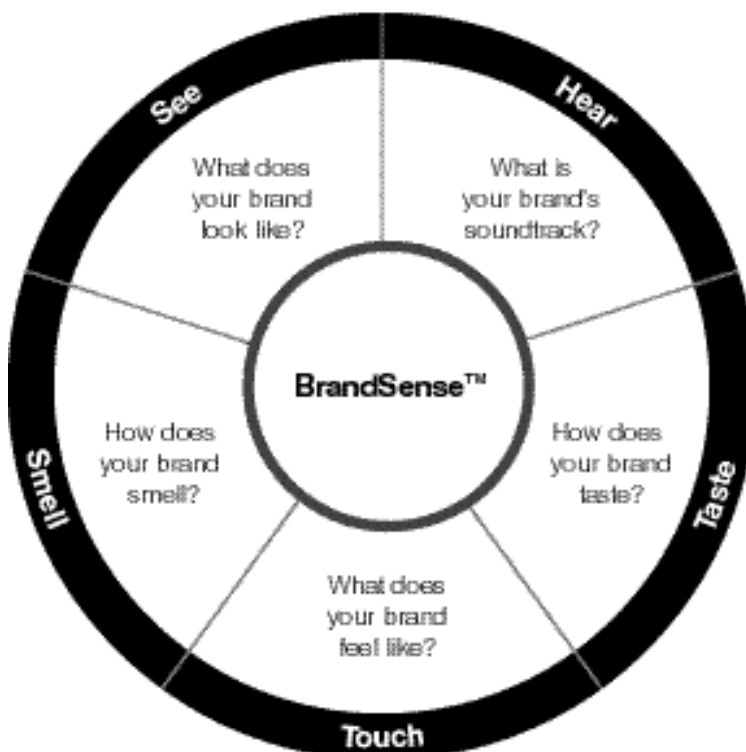 See
What does
your brand
look like?
Hear
What is
your brand's
soundtrack?
BrandSense™
Smell
How does
your brand
smell?
Taste
How does
your brand
taste?
What does
your brand
feel like?
Touch